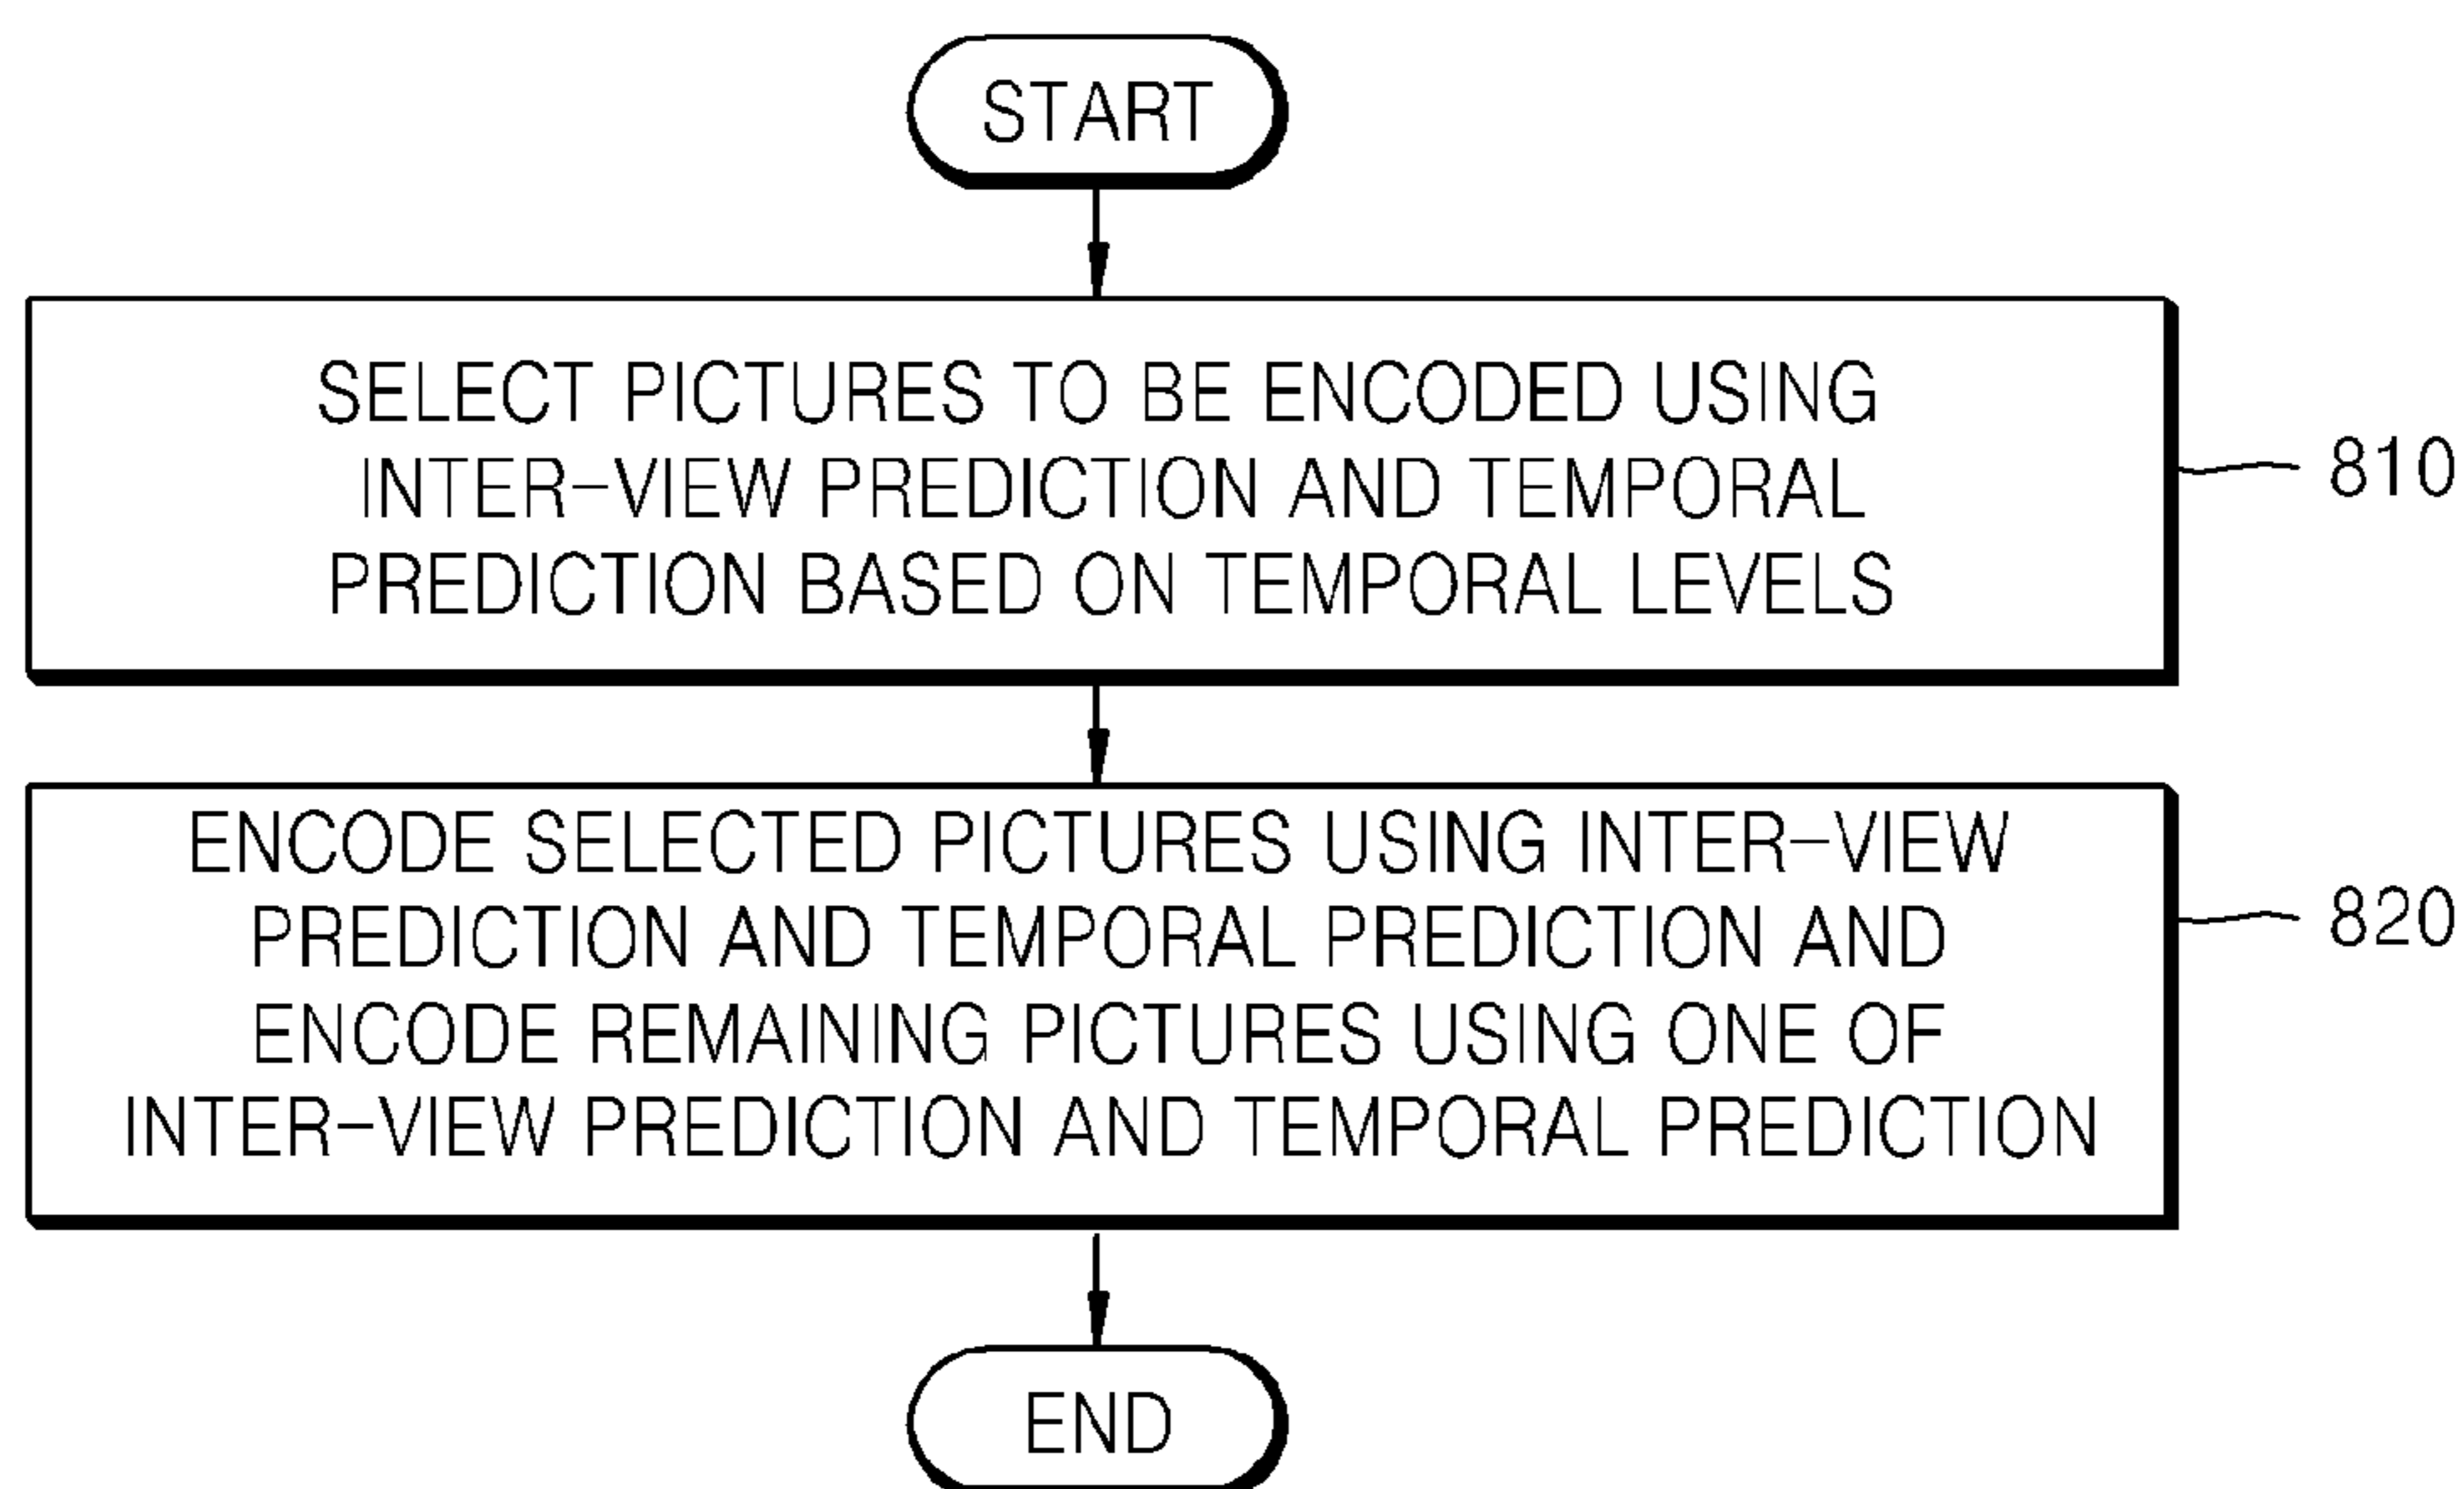 START
SELECT PICTURES TO BE ENCODED USING
INTER-VIEW PREDICTION AND TEMPORAL
PREDICTION BASED ON TEMPORAL LEVELS
810
ENCODE SELECTED PICTURES USING INTER-VIEW
PREDICTION AND TEMPORAL PREDICTION AND
ENCODE REMAINING PICTURES USING ONE OF
INTER-VIEW PREDICTION AND TEMPORAL PREDICTION
820
END